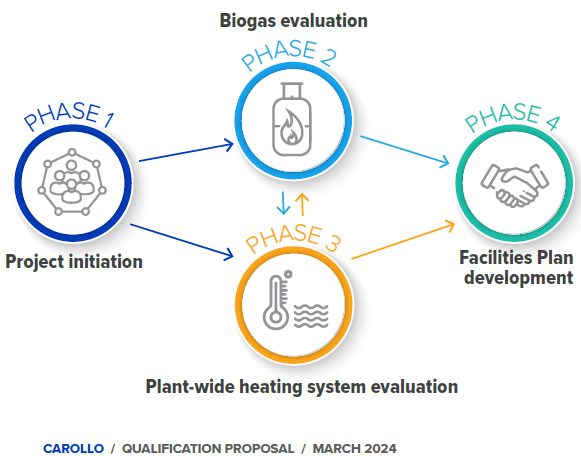 Biogas evaluation
PHASE 2
PHASE 1
Project initiation
PHASE 3
Plant-wide heating system evaluation
PHASE 4
Facilities Plan
development
CAROLLO / QUALIFICATION PROPOSAL / MARCH 2024